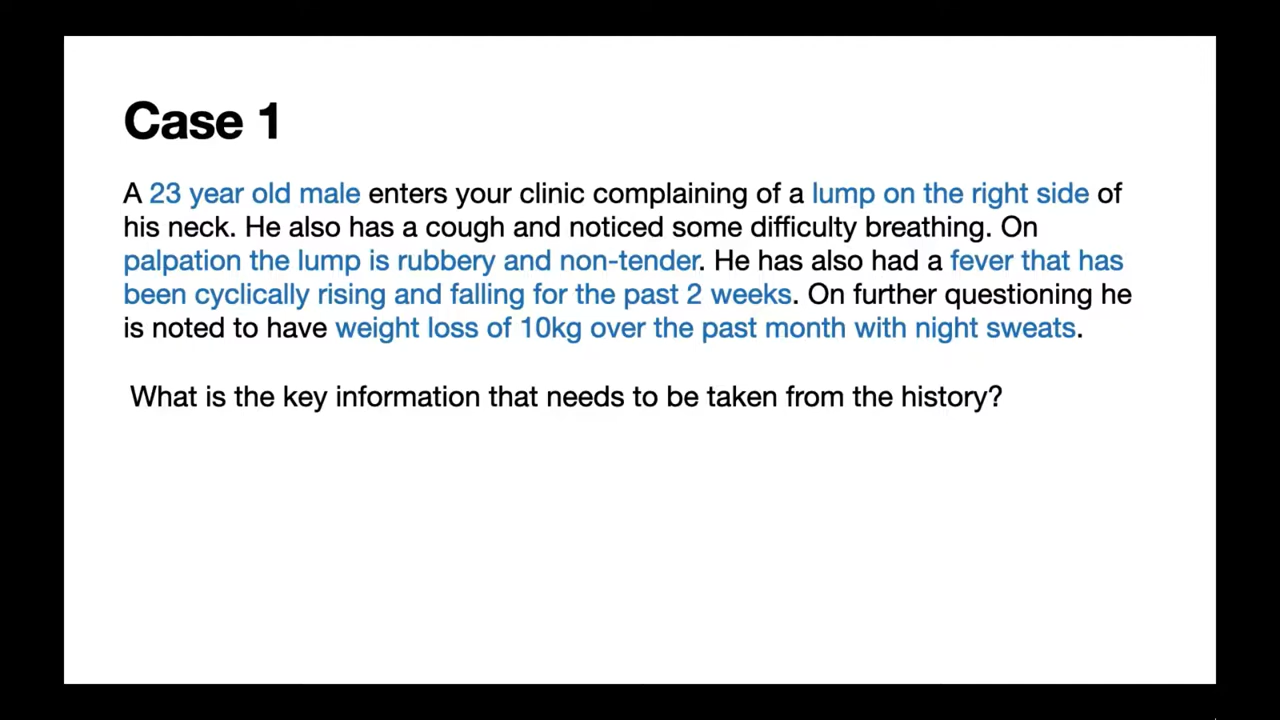 Case 1
A 23 year old male enters your clinic complaining of a lump on the right side of
his neck. He also has a cough and noticed some difficulty breathing. On
palpation the lump is rubbery and non-tender. He has also had a fever that has
been cyclically rising and falling for the past 2 weeks. On further questioning he
is noted to have weight loss of 10kg over the past month with night sweats.
What is the key information that needs to be taken from the history?